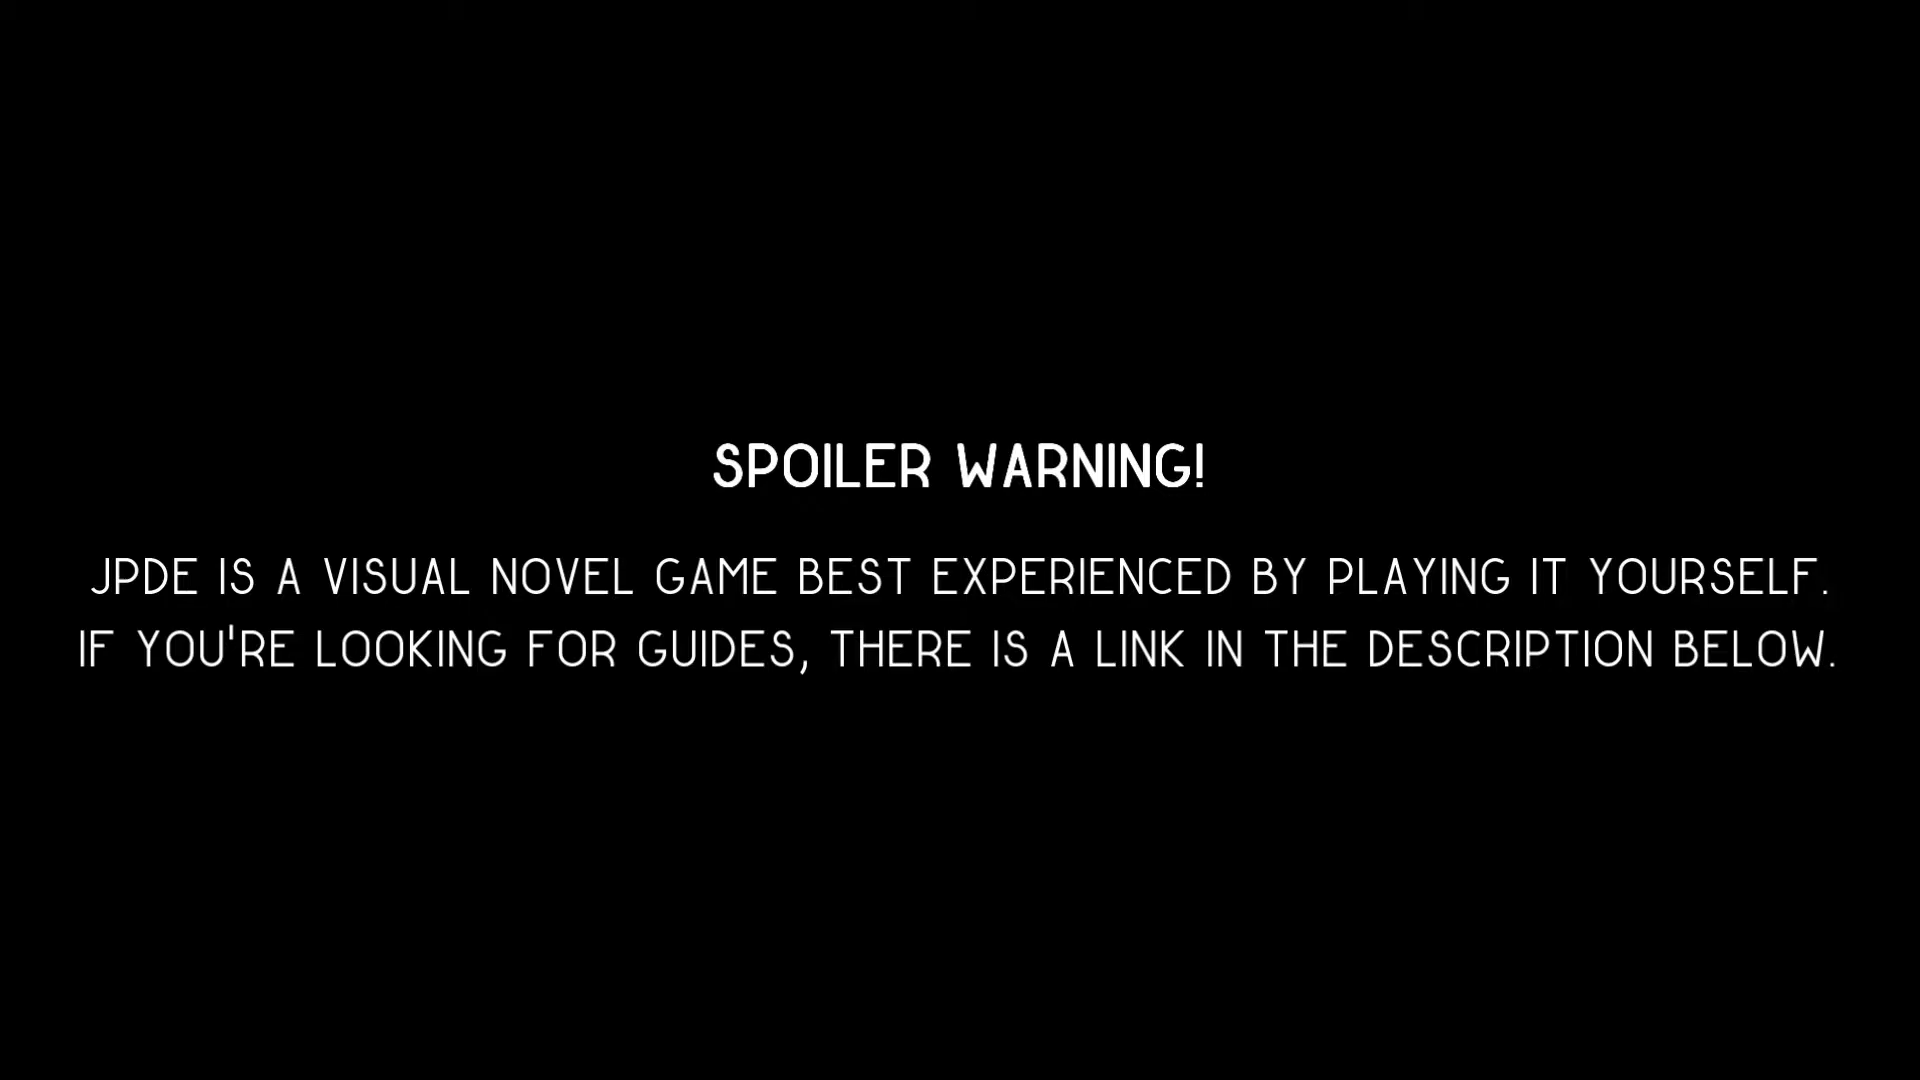 SPOILER WARNING!
JPDE IS A VISUAL NOVEL GAME BEST EXPERIENCED BY PLAYING IT YOURSELF.
IF YOU'RE LOOKING FOR GUIDES, THERE IS A LINK IN THE DESCRIPTION BELOW.